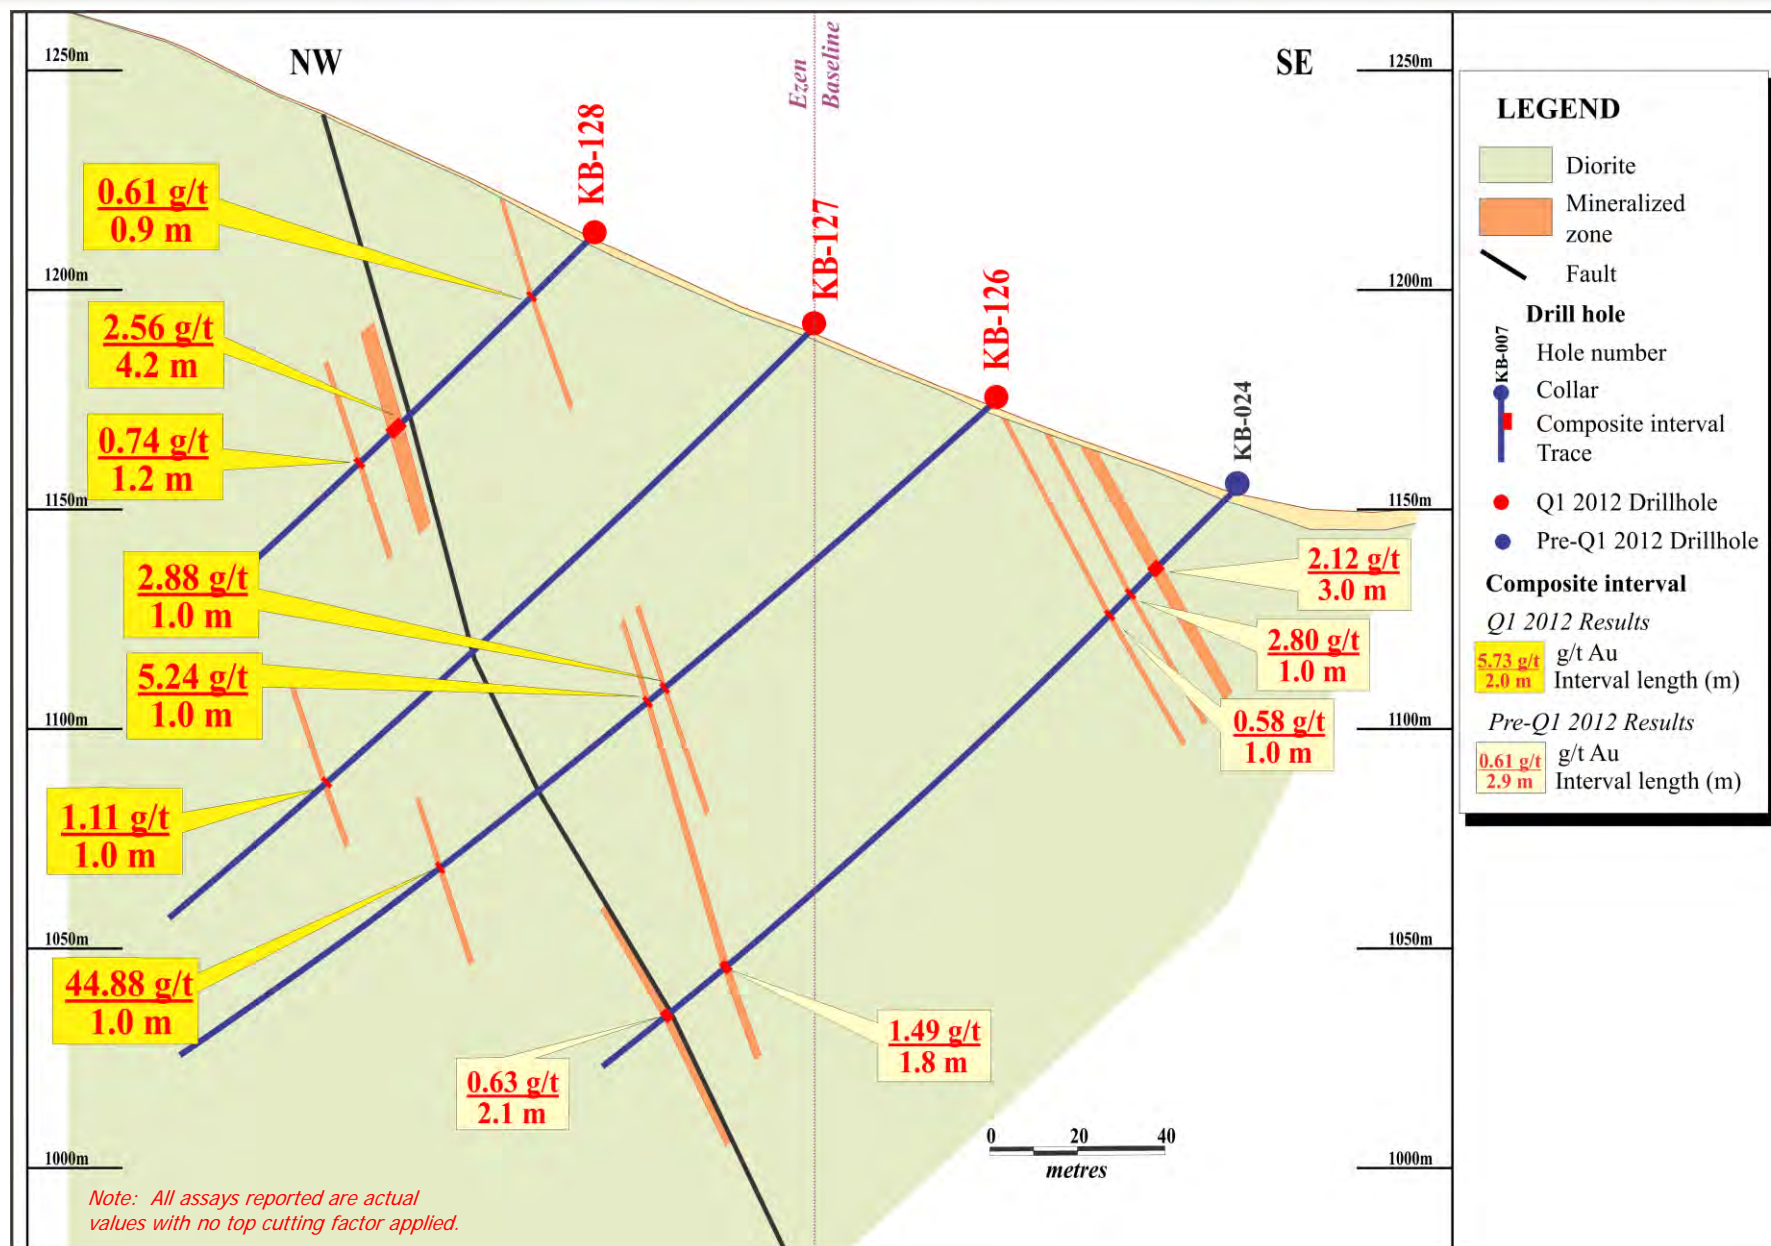 NW
SE
Ezen
Baseline
1250m
1200m
1150m
1100m
1050m
1000m
1250m
1200m
1150m
1100m
1050m
1000m
KB-128
KB-127
KB-126
KB-024
0.61 g/t
0.9 m
2.56 g/t
4.2 m
0.74 g/t
1.2 m
2.88 g/t
1.0 m
5.24 g/t
1.0 m
1.11 g/t
1.0 m
44.88 g/t
1.0 m
2.12 g/t
3.0 m
2.80 g/t
1.0 m
0.58 g/t
1.0 m
1.49 g/t
1.8 m
0.63 g/t
2.1 m
0 20 40
metres
Note: All assays reported are actual
values with no top cutting factor applied.
LEGEND
Diorite
Mineralized
zone
Fault
Drill hole
KB-007
Hole number
Collar
Composite interval
Trace
Q1 2012 Drillhole
Pre-Q1 2012 Drillhole
Composite interval
Q1 2012 Results
5.73 g/t
2.0 m
g/t Au
Interval length (m)
Pre-Q1 2012 Results
0.61 g/t
2.9 m
g/t Au
Interval length (m)